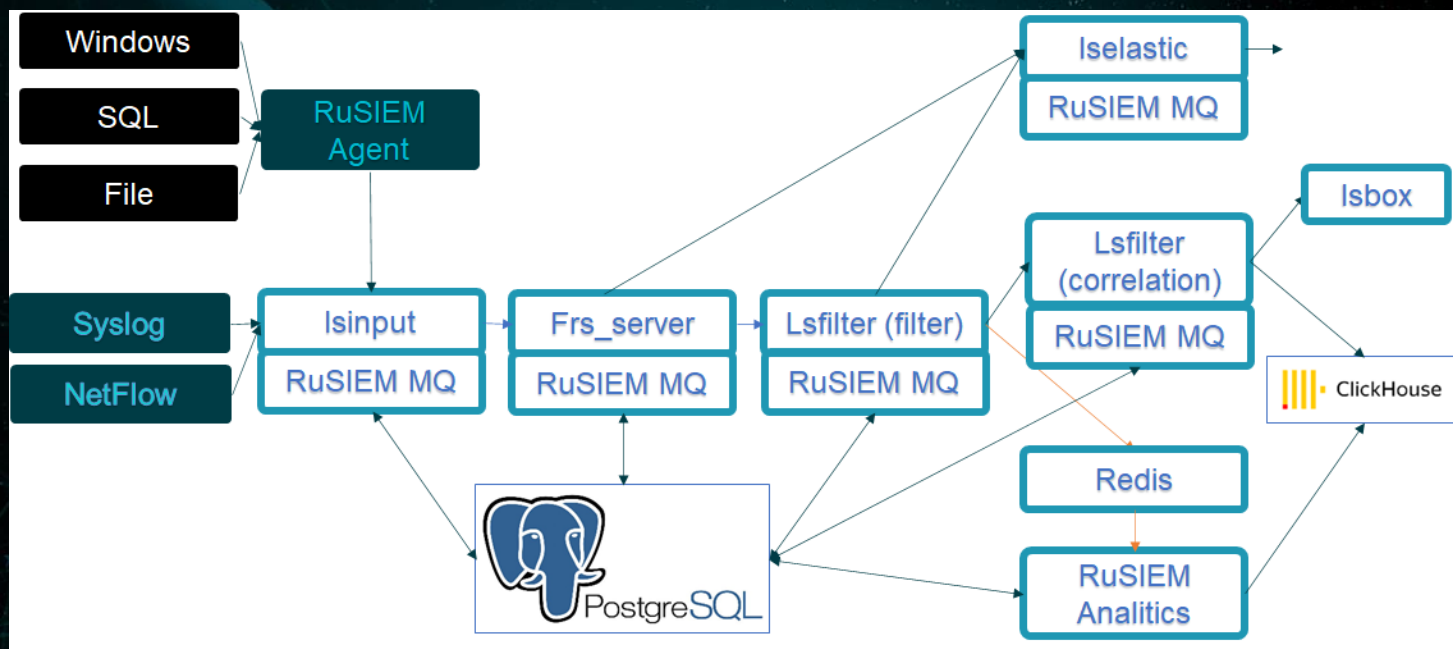 Windows
SQL
File
RuSIEM
Agent
Syslog
NetFlow
lsinput
RuSIEM MQ
Frs_server
RuSIEM MQ
Lsfilter (filter)
RuSIEM MQ
lselastic
RuSIEM MQ
Lsfilter
(correlation)
RuSIEM MQ
lsbox
ClickHouse
Redis
RuSIEM
Analitics
PostgreSQL